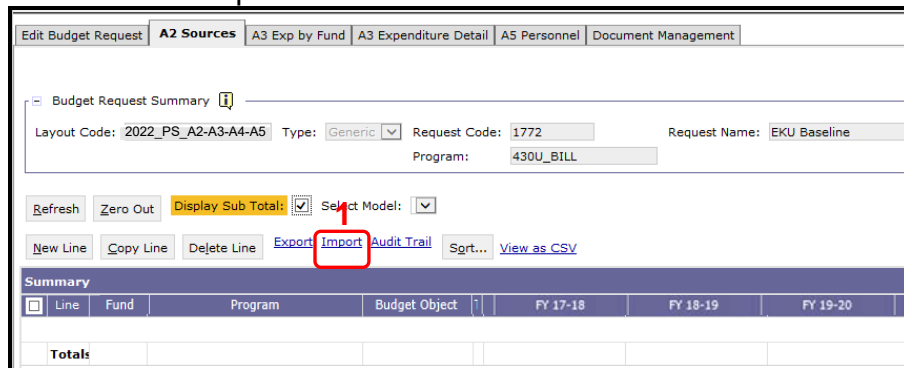 Edit Budget Request A2 Sources A3 Exp by Fund A3 Expenditure Detail A5 Personnel Document Management
Budget Request Summary i
Layout Code: 2022_PS_A2-A3-A4-A5 Type: Generic Request Code: 1772 Request Name: EKU Baseline
Program: 430U_BILL
Refresh Zero Out Display Sub Total: Select Model:
1
New Line Copy Line Delete Line Export Import Audit Trail Sort... View as CSV
Summary
Line Fund Program Budget Object 1 FY 17-18 FY 18-19 FY 19-20
Totals